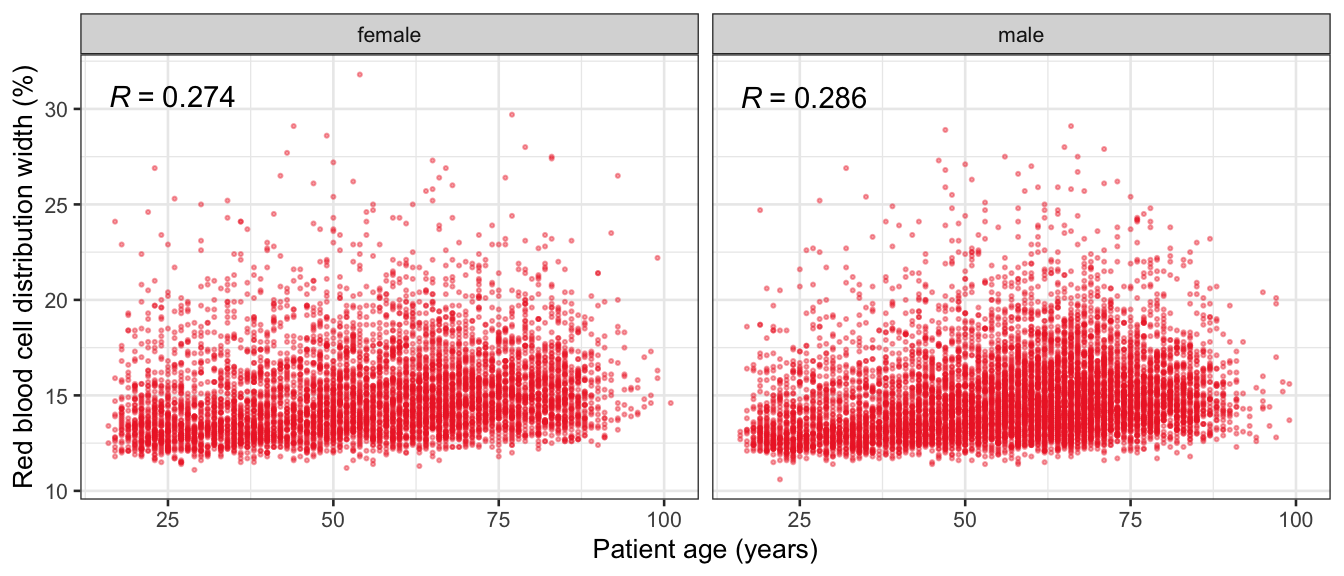 female
male
Red blood cell distribution width (%)
30
25
20
15
10
R = 0.274
R = 0.286
25
50
75
100
25
50
75
100
Patient age (years)